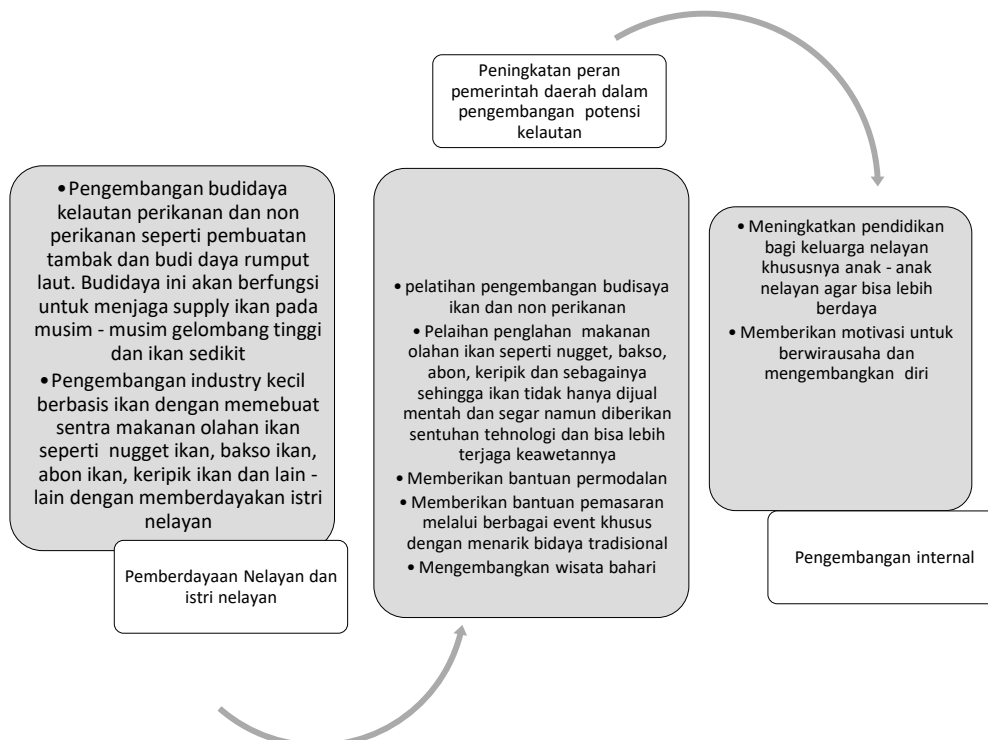 • Pengembangan budidaya
kelautan perikanan dan non
perikanan seperti pembuatan
tambak dan budi daya rumput
laut. Budidaya ini akan berfungsi
untuk menjaga supply ikan pada
musim - musim gelombang tinggi
dan ikan sedikit
• Pengembangan industry kecil
berbasis ikan dengan memebuat
sentra makanan olahan ikan
seperti nugget ikan, bakso ikan,
abon ikan, keripik ikan dan lain -
lain dengan memberdayakan istri
nelayan
Pemberdayaan Nelayan dan
istri nelayan
Peningkatan peran
pemerintah daerah dalam
pengembangan potensi
kelautan
• pelatihan pengembangan budisaya
ikan dan non perikanan
• Pelaihan penglahan makanan
olahan ikan seperti nugget, bakso,
abon, keripik dan sebagainya
sehingga ikan tidak hanya dijual
mentah dan segar namun diberikan
sentuhan tehnologi dan bisa lebih
terjaga keawetannya
• Memberikan bantuan permodalan
• Memberikan bantuan pemasaran
melalui berbagai event khusus
dengan menarik bidaya tradisional
• Mengembangkan wisata bahari
• Meningkatkan pendidikan
bagi keluarga nelayan
khususnya anak - anak
nelayan agar bisa lebih
berdaya
• Memberikan motivasi untuk
berwirausaha dan
mengembangkan diri
Pengembangan internal